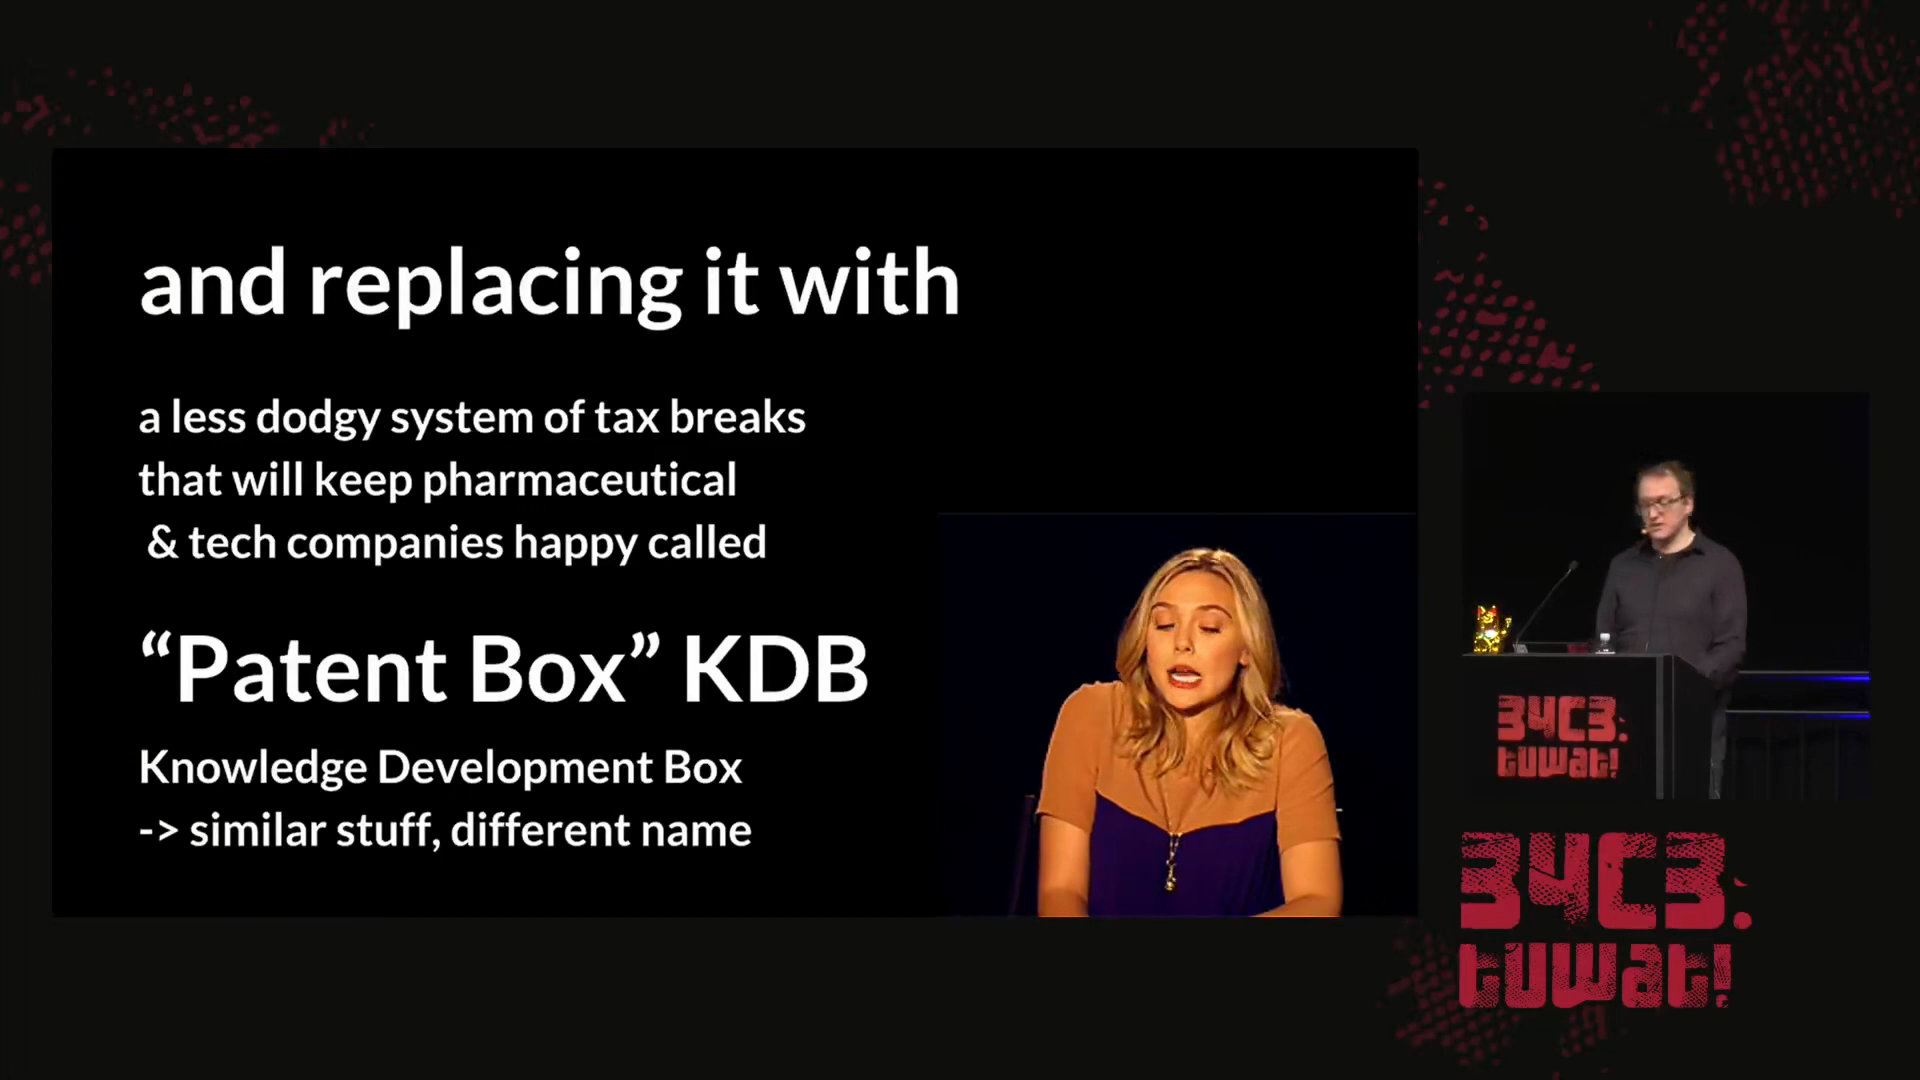 and replacing it with
a less dodgy system of tax breaks
that will keep pharmaceutical
& tech companies happy called
“Patent Box” KDB
Knowledge Development Box
-> similar stuff, different name
34C3.
tuwat!
34C3.
tuwat!